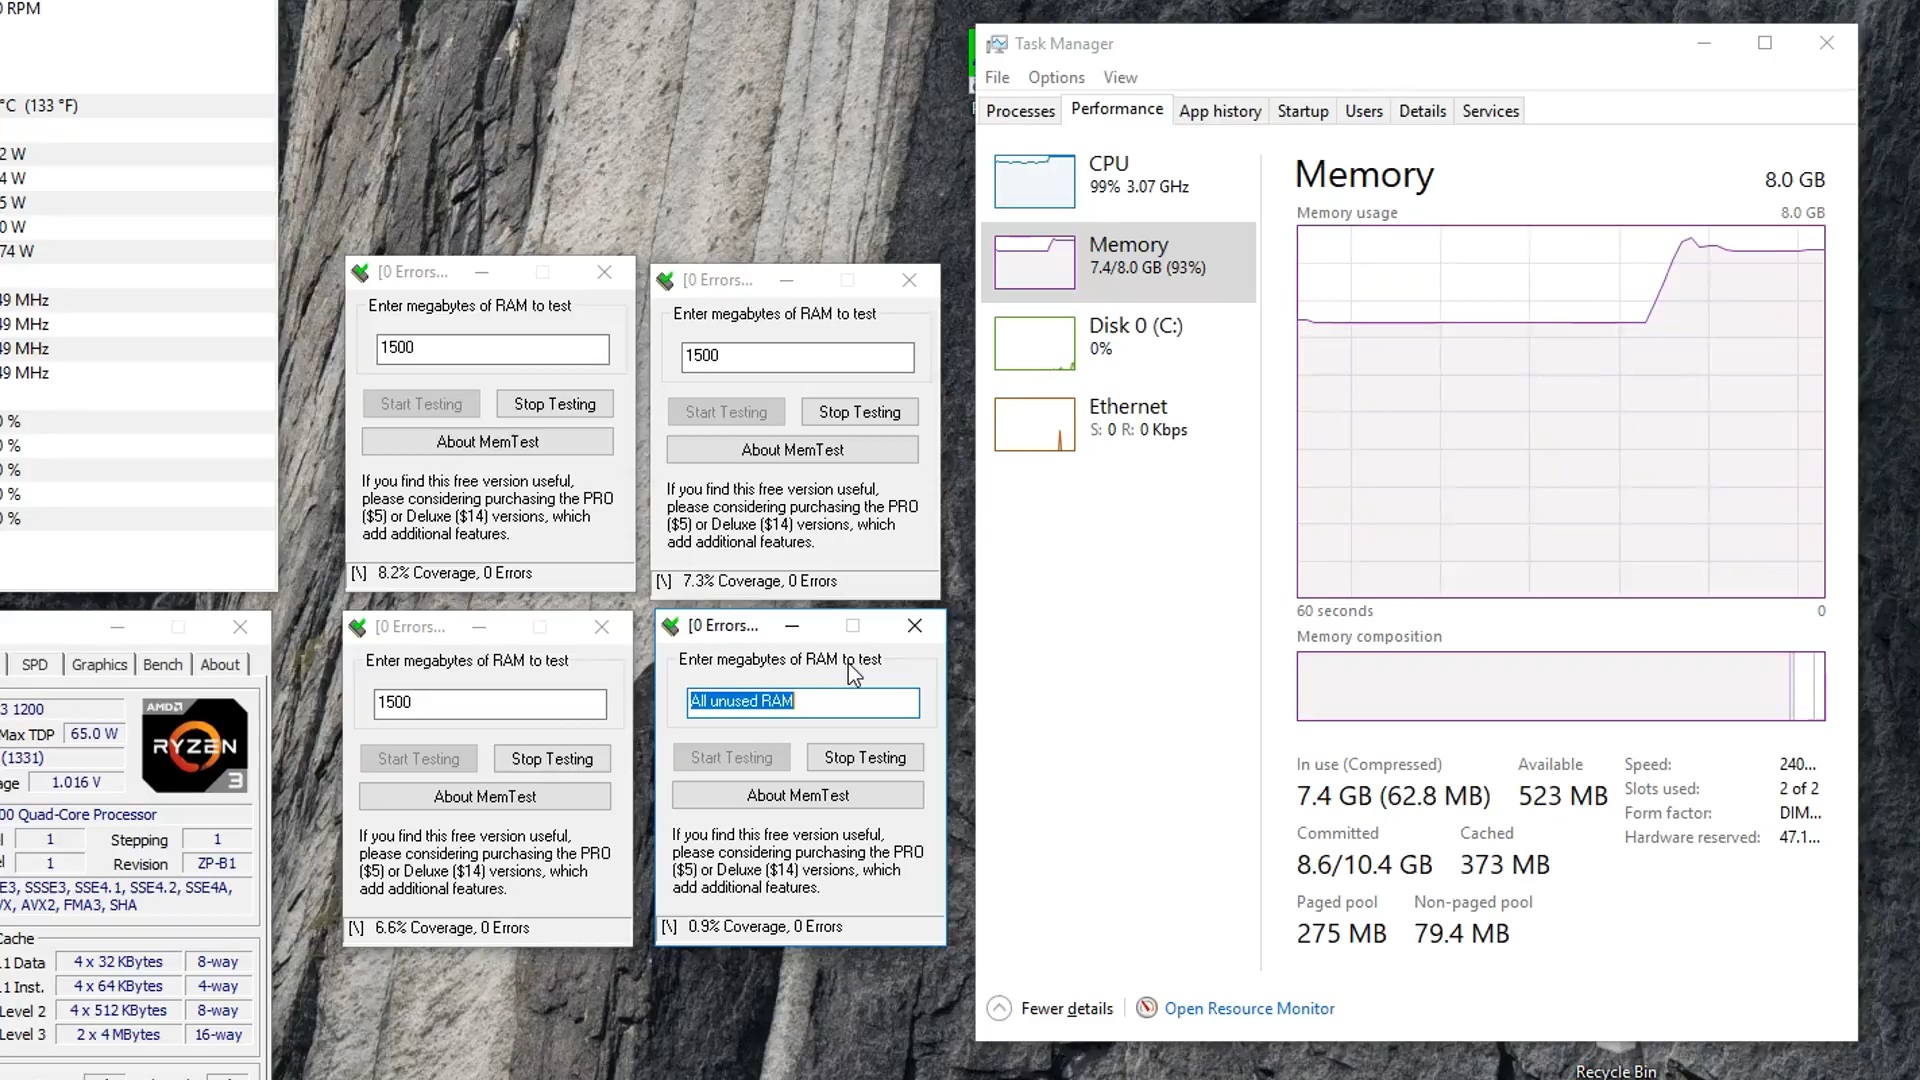 0 RPM
°C (133 °F)
2 W
4 W
5 W
0 W
74 W
49 MHz
49 MHz
49 MHz
49 MHz
0 %
0 %
0 %
0 %
0 %
SPD
Graphics
Bench
About
3 1200
Max TDP
65.0 W
(1331)
age
1.016 V
AMD
RYZEN
3
00 Quad-Core Processor
el
1
Stepping
1
el
1
Revision
ZP-B1
E3, SSSE3, SSE4.1, SSE4.2, SSE4A,
VX, AVX2, FMA3, SHA
Cache
L1 Data
4 x 32 KBytes
8-way
L1 Inst.
4 x 64 KBytes
4-way
Level 2
4 x 512 KBytes
8-way
Level 3
2 x 4 MBytes
16-way
[0 Errors...
Enter megabytes of RAM to test
1500
Start Testing
Stop Testing
About MemTest
If you find this free version useful,
please considering purchasing the PRO
($5) or Deluxe ($14) versions, which
add additional features.
[\] 8.2% Coverage, 0 Errors
[0 Errors...
Enter megabytes of RAM to test
1500
Start Testing
Stop Testing
About MemTest
If you find this free version useful,
please considering purchasing the PRO
($5) or Deluxe ($14) versions, which
add additional features.
[\] 7.3% Coverage, 0 Errors
[0 Errors...
Enter megabytes of RAM to test
1500
Start Testing
Stop Testing
About MemTest
If you find this free version useful,
please considering purchasing the PRO
($5) or Deluxe ($14) versions, which
add additional features.
[\] 6.6% Coverage, 0 Errors
[0 Errors...
Enter megabytes of RAM to test
All unused RAM
Start Testing
Stop Testing
About MemTest
If you find this free version useful,
please considering purchasing the PRO
($5) or Deluxe ($14) versions, which
add additional features.
[\] 0.9% Coverage, 0 Errors
Task Manager
File
Options
View
Processes
Performance
App history
Startup
Users
Details
Services
CPU
99% 3.07 GHz
Memory
7.4/8.0 GB (93%)
Disk 0 (C:)
0%
Ethernet
S: 0 R: 0 Kbps
Memory
8.0 GB
Memory usage
8.0 GB
60 seconds
0
Memory composition
In use (Compressed)
7.4 GB (62.8 MB)
Available
523 MB
Committed
8.6/10.4 GB
Cached
373 MB
Paged pool
275 MB
Non-paged pool
79.4 MB
Speed:
240...
Slots used:
2 of 2
Form factor:
DIM...
Hardware reserved:
47.1...
Fewer details
Open Resource Monitor
Recycle Bin